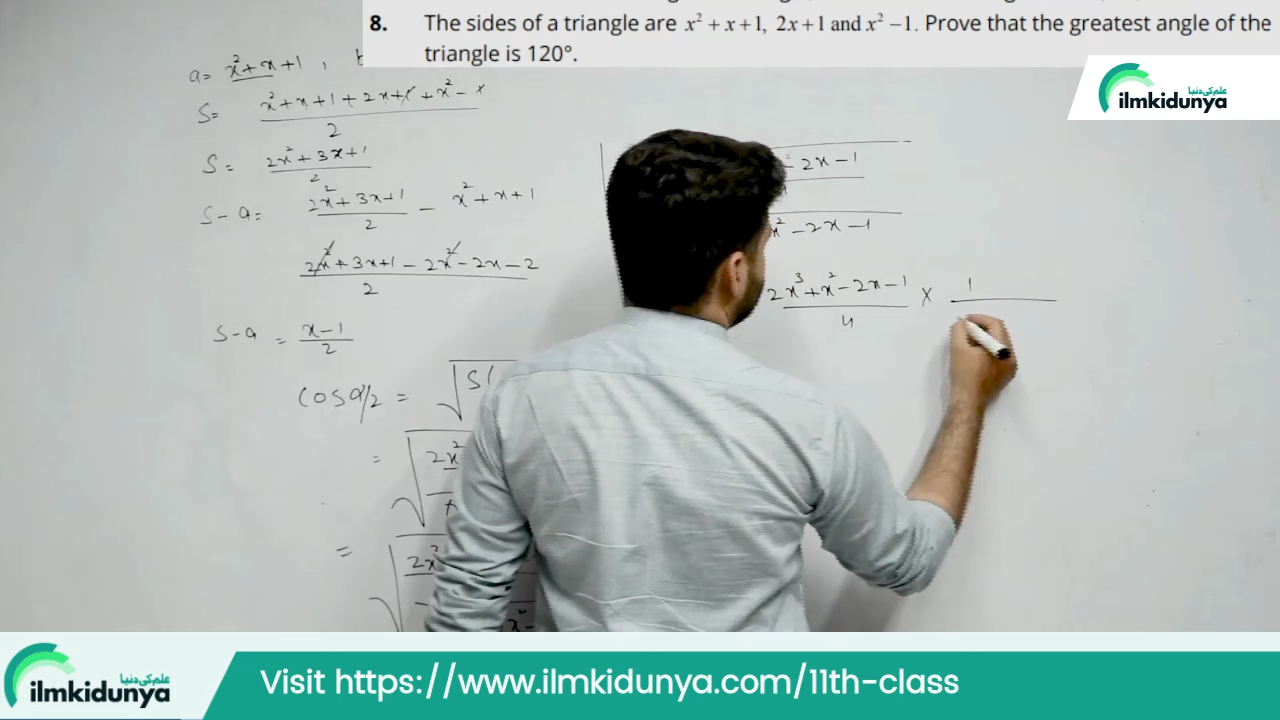 8. The sides of a triangle are x² + x + 1, 2x + 1 and x² − 1. Prove that the greatest angle of the
triangle is 120°.
علم کی دنیا
ilmkidunya
a = x² + x + 1 ,
S = x² + x + 1 + 2x + 1 + x² - 1 / 2
S = 2x² + 3x + 1 / 2
S - a = 2x² + 3x + 1 / 2 - x² + x + 1
2x² + 3x + 1 - 2x² - 2x - 2 / 2
S - a = x - 1 / 2
cos α/2 = √ S(
= √ 2x²
= √ 2x²
- 2x - 1
x² - 2x - 1
2x³ + x² - 2x - 1 / 4 × 1
علم کی دنیا
ilmkidunya
Visit https://www.ilmkidunya.com/11th-class